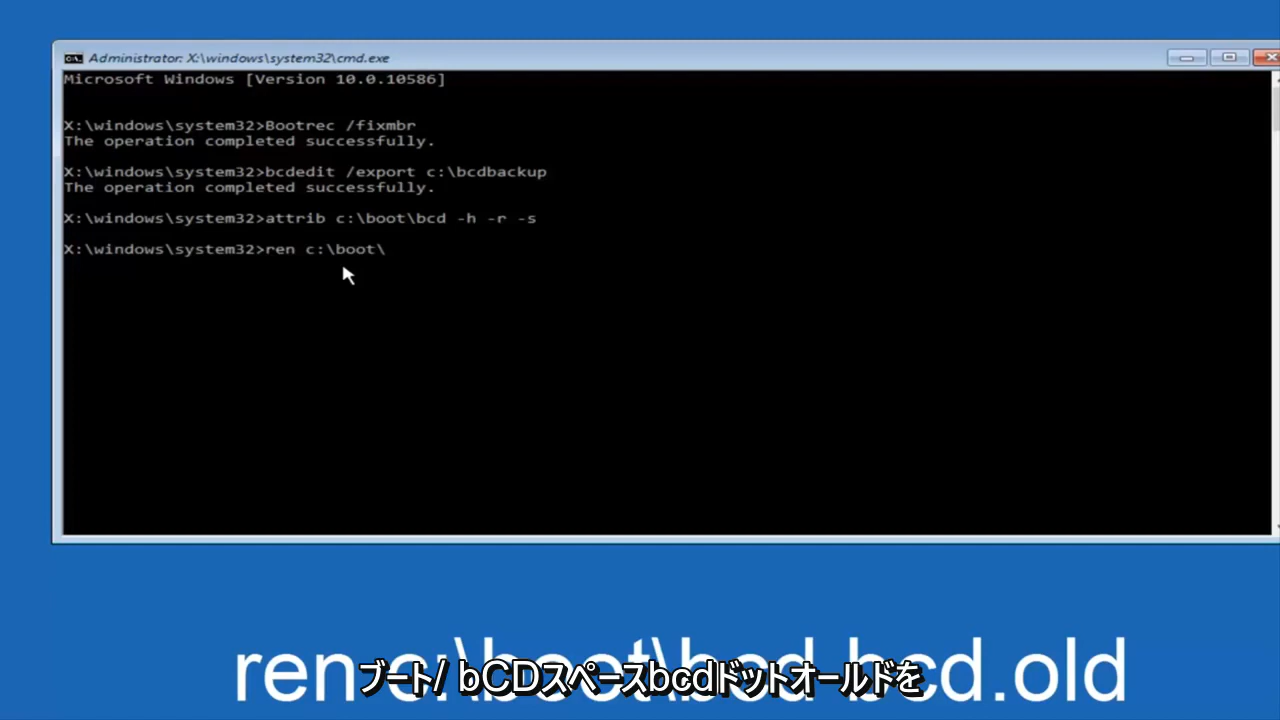 Administrator: X:\windows\system32\cmd.exe
Microsoft Windows [Version 10.0.10586]
X:\windows\system32>Bootrec /fixmbr
The operation completed successfully.
X:\windows\system32>bcdedit /export c:\bcdbackup
The operation completed successfully.
X:\windows\system32>attrib c:\boot\bcd -h -r -s
X:\windows\system32>ren c:\boot\
ren c:\boot\bcd bcd.old
ブート/ bCDスペースbcdドットオールドを